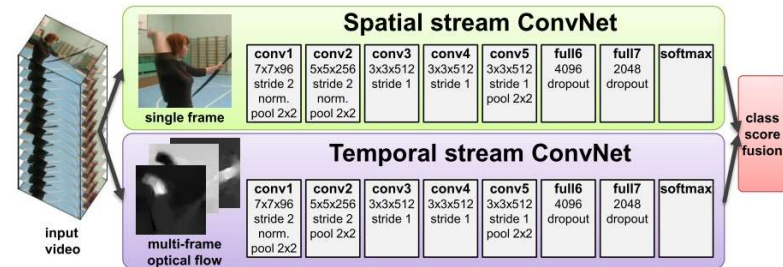 Spatial stream ConvNet
conv1
7x7x96
stride 2
norm.
pool 2x2
conv2
5x5x256
stride 2
norm.
pool 2x2
conv3
3x3x512
stride 1
conv4
3x3x512
stride 1
conv5
3x3x512
stride 1
pool 2x2
full6
4096
dropout
full7
2048
dropout
softmax
single frame
Temporal stream ConvNet
conv1
7x7x96
stride 2
norm.
pool 2x2
conv2
5x5x256
stride 2
pool 2x2
conv3
3x3x512
stride 1
conv4
3x3x512
stride 1
conv5
3x3x512
stride 1
pool 2x2
full6
4096
dropout
full7
2048
dropout
softmax
multi-frame
optical flow
input
video
class
score
fusion